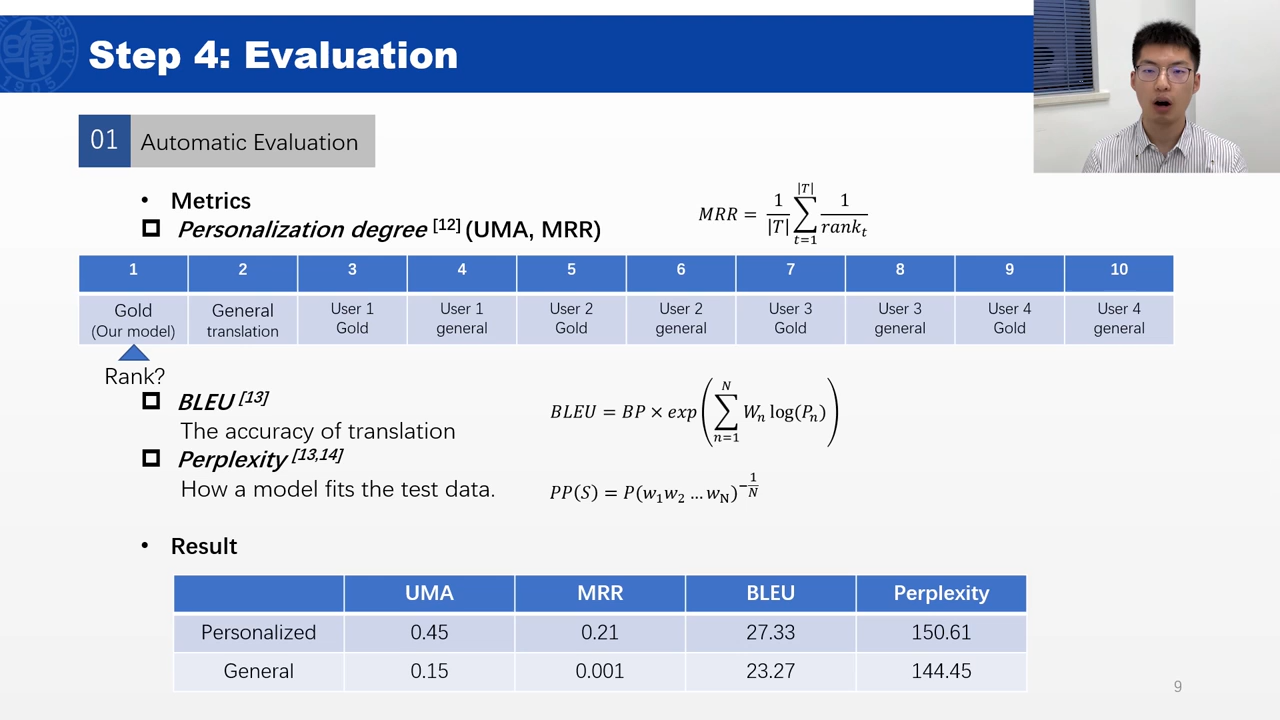 Step 4: Evaluation
01 Automatic Evaluation
• Metrics
Personalization degree [12] (UMA, MRR)
MRR = 1/|T| ∑_{t=1}^{|T|} 1/rank_t
1 2 3 4 5 6 7 8 9 10
Gold (Our model) General translation User 1 Gold User 1 general User 2 Gold User 2 general User 3 Gold User 3 general User 4 Gold User 4 general
Rank?
BLEU [13]
The accuracy of translation
BLEU = BP × exp(∑_{n=1}^{N} W_n log(P_n))
Perplexity [13,14]
How a model fits the test data.
PP(S) = P(w_1 w_2 … w_N)^{-1/N}
• Result
UMA MRR BLEU Perplexity
Personalized 0.45 0.21 27.33 150.61
General 0.15 0.001 23.27 144.45
9